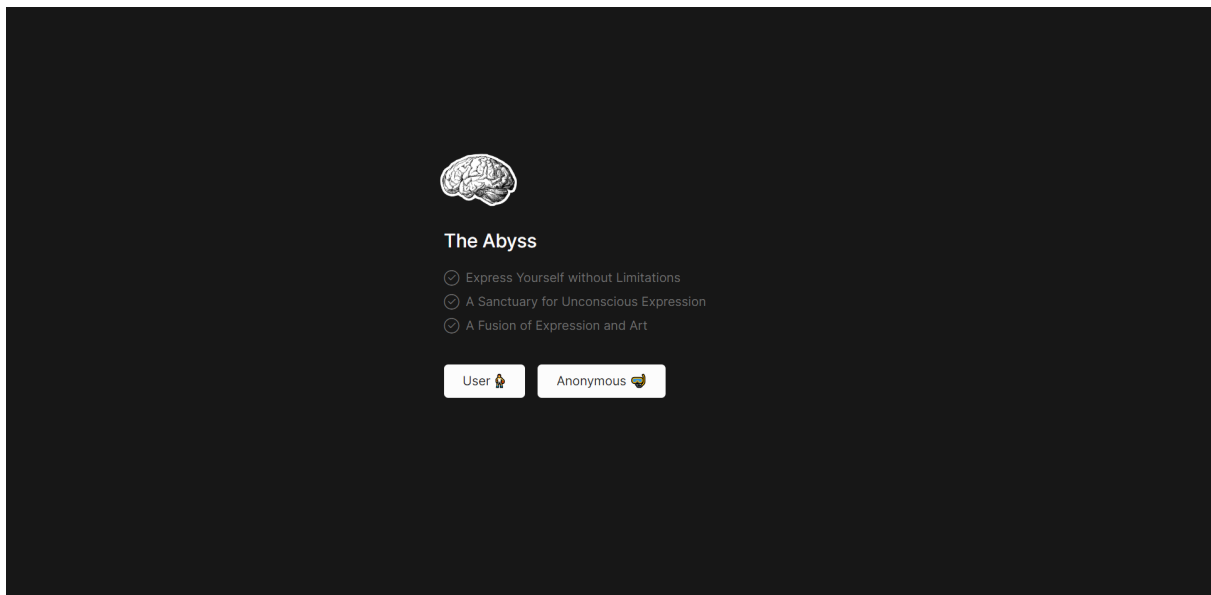 The Abyss
Express Yourself without Limitations
A Sanctuary for Unconscious Expression
A Fusion of Expression and Art
User Anonymous